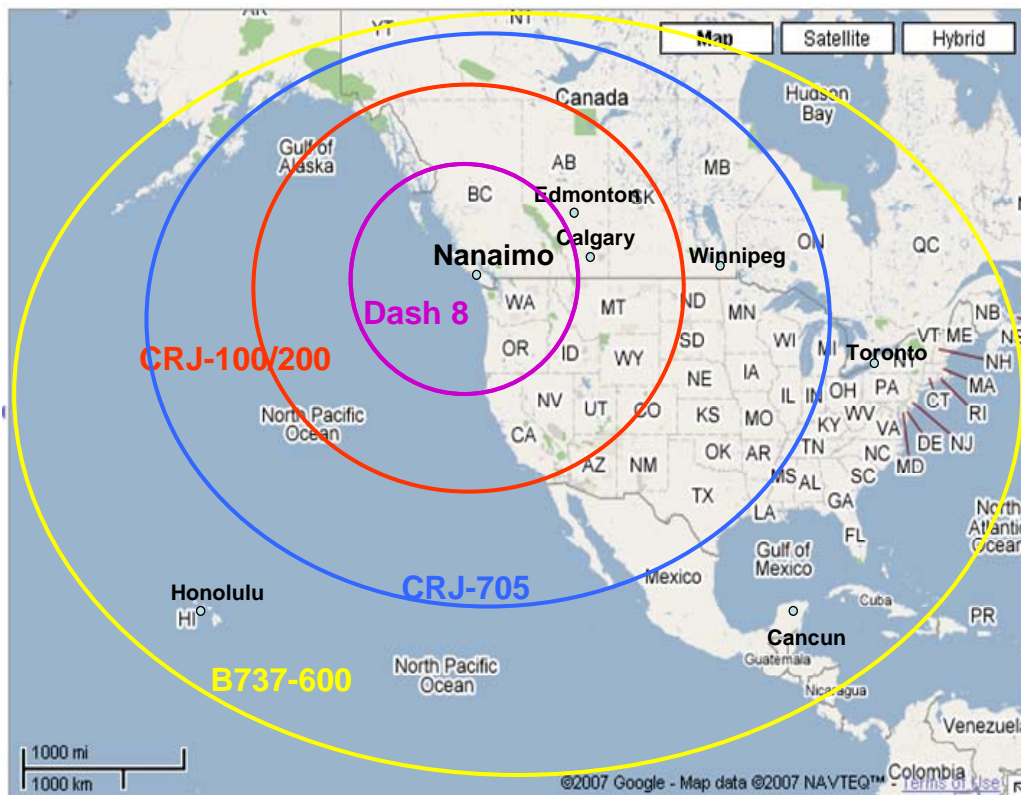 AR
YT
NT
Map
Satellite
Hybrid
Canada
Hudson
Bay
Gulf of
Alaska
AB
MB
BC
Edmonton
SK
Calgary
Nanaimo
Winnipeg
ON
QC
WA
MT
ND
MN
NB
Dash 8
OR
ID
WY
SD
WI
MI
VT
ME
NS
CRJ-100/200
Toronto
NY
NH
NE
IA
IL
IN
OH
PA
MA
NV
UT
CO
KS
MO
KY
WV
VA
CT
RI
North Pacific
Ocean
CA
OK
AR
TN
NC
DE
NJ
MD
AZ
NM
MS
AL
SC
TX
GA
LA
North
Atlantic
Ocean
FL
Gulf of
Mexico
CRJ-705
Mexico
Honolulu
HI
Cuba
PR
Cancun
Guatemala
B737-600
North Pacific
Ocean
Nicaragua
Venezuela
1000 mi
1000 km
©2007 Google - Map data ©2007 NAVTEQ™ - Terms of Use
Colombia